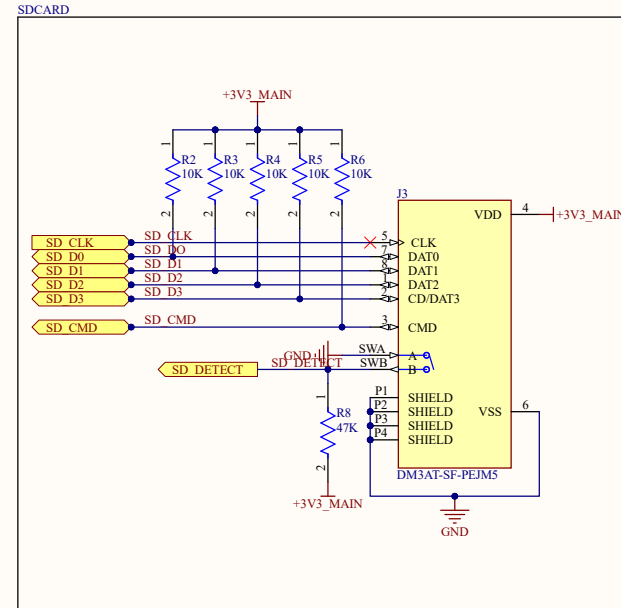 SDCARD
+3V3_MAIN
1 1 1 1 1
R2 R3 R4 R5 R6
10K 10K 10K 10K 10K
2 2 2 2 2
J3
VDD 4 +3V3_MAIN
SD_CLK SD_CLK 5 CLK
SD_D0 SD_DO 7 DAT0
SD_D1 SD_D1 8 DAT1
SD_D2 SD_D2 1 DAT2
SD_D3 SD_D3 2 CD/DAT3
SD_CMD SD_CMD 3 CMD
GND SWA A
SD_DETECT SD_DETECT SWB B
1
R8
47K
2
+3V3_MAIN
P1 SHIELD
P2 SHIELD VSS 6
P3 SHIELD
P4 SHIELD
DM3AT-SF-PEJM5
GND